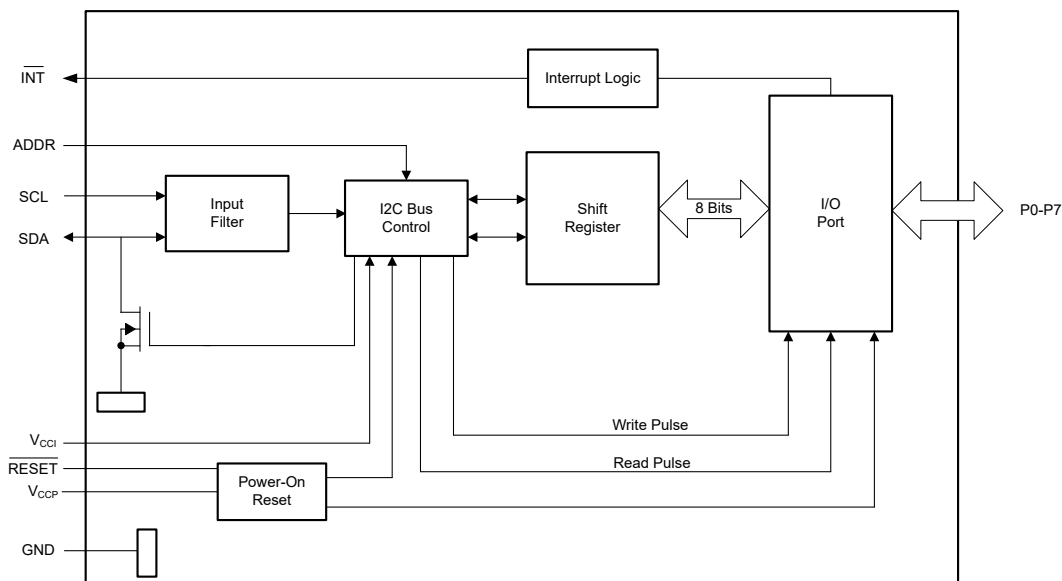 INT
Interrupt Logic
ADDR
SCL
Input
Filter
I2C Bus
Control
Shift
Register
8 Bits
I/O
Port
P0-P7
SDA
VCCI
Write Pulse
RESET
Read Pulse
Power-On
Reset
VCCP
GND